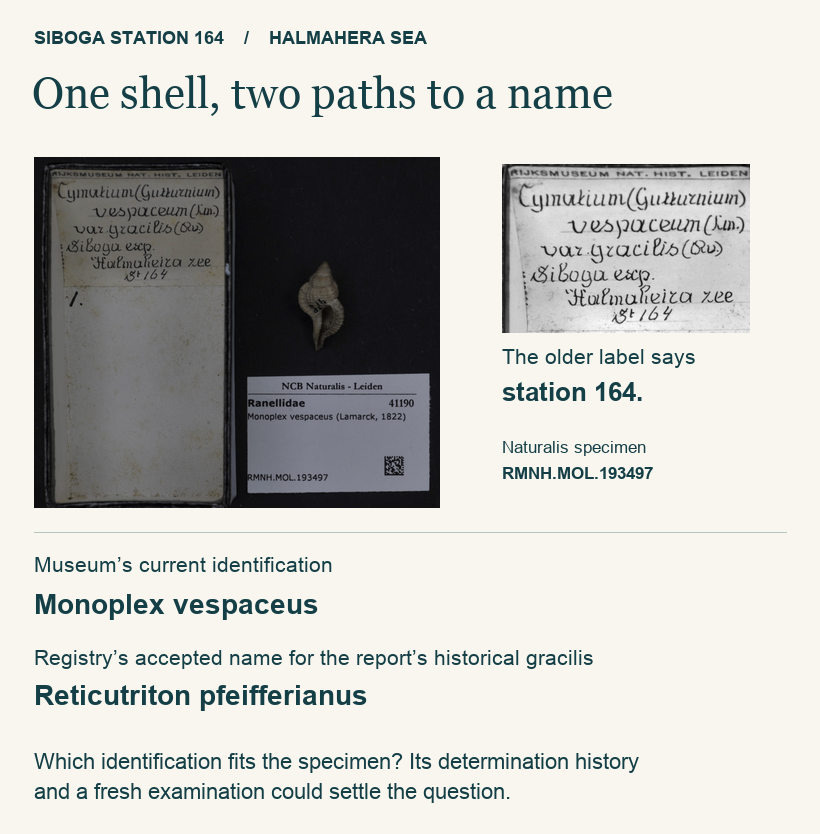 SIBOGA STATION 164 / HALMAHERA SEA
One shell, two paths to a name
RIJKSMUSEUM NAT. HIST. LEIDEN
Cymatium (Gutturnium)
vespaceum (Lm.)
var. gracilis (Rv)
Siboga exp.
Halmaheira zee
St 164
1.
NCB Naturalis - Leiden
Ranellidae 41190
Monoplex vespaceus (Lamarck, 1822)
RMNH.MOL.193497
RIJKSMUSEUM NAT. HIST. LEIDEN
Cymatium (Gutturnium)
vespaceum (Lm.)
var. gracilis (Rv)
Siboga exp.
Halmaheira zee
St 164
The older label says
station 164.
Naturalis specimen
RMNH.MOL.193497
Museum’s current identification
Monoplex vespaceus
Registry’s accepted name for the report’s historical gracilis
Reticutriton pfeifferianus
Which identification fits the specimen? Its determination history
and a fresh examination could settle the question.